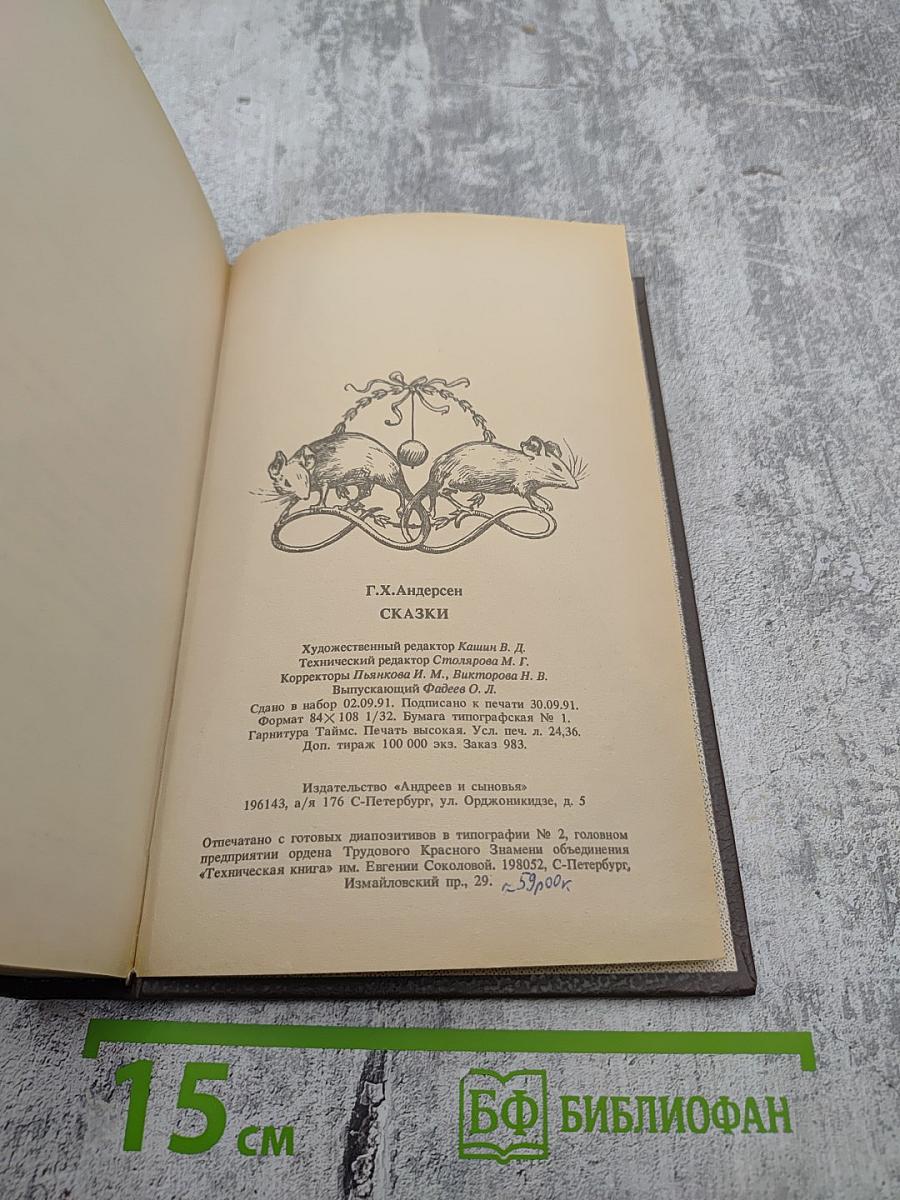 Г.Х.Андерсен
СКАЗКИ
Художественный редактор Кашин В. Д.
Технический редактор Столярова М. Г.
Корректоры Пьянкова И. М., Викторова Н. В.
Выпускающий Фадеев О. Л.
Сдано в набор 02.09.91. Подписано к печати 30.09.91.
Формат 84×108 1/32. Бумага типографская № 1.
Гарнитура Таймс. Печать высокая. Усл. печ. л. 24,36.
Доп. тираж 100 000 экз. Заказ 983.
Издательство «Андреев и сыновья»
196143, а/я 176 С-Петербург, ул. Орджоникидзе, д. 5
Отпечатано с готовых диапозитивов в типографии № 2, головном
предприятии ордена Трудового Красного Знамени объединения
«Техническая книга» им. Евгении Соколовой. 198052, С-Петербург,
Измайловский пр., 29. 59р00к
15 см
БФ БИБЛИОФАН